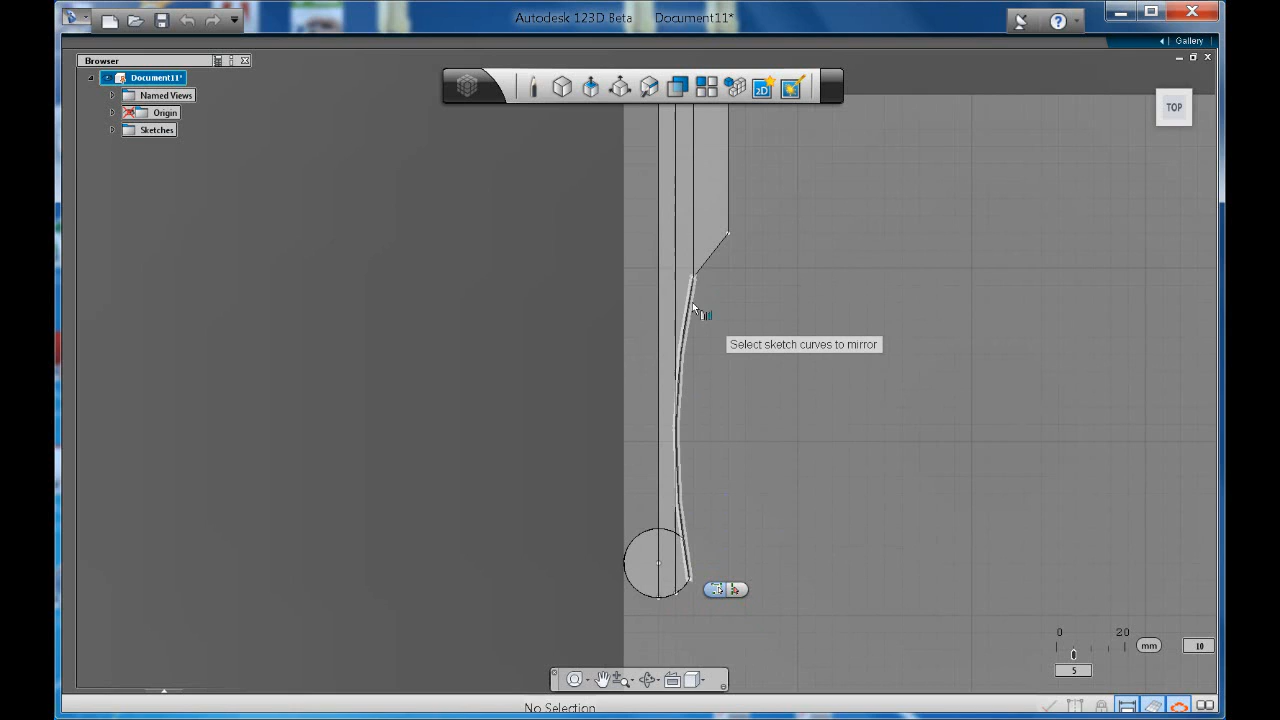 Autodesk 123D Beta Document11*
Gallery
Browser
Document11*
Named Views
Origin
Sketches
2D
TOP
Select sketch curves to mirror
0 20
mm
10
5
No Selection